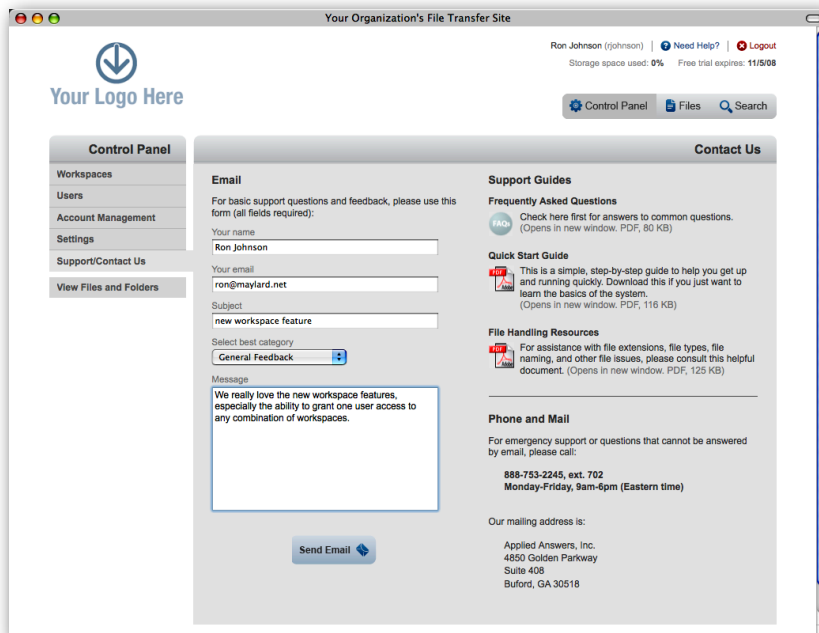 Your Organization's File Transfer Site
Ron Johnson (rjohnson) | Need Help? | Logout
Storage space used: 0% Free trial expires: 11/5/08
Your Logo Here
Control Panel Files Search
Control Panel
Workspaces
Users
Account Management
Settings
Support/Contact Us
View Files and Folders
Contact Us
Email
For basic support questions and feedback, please use this
form (all fields required):
Your name
Ron Johnson
Your email
ron@maylard.net
Subject
new workspace feature
Select best category
General Feedback
Message
We really love the new workspace features,
especially the ability to grant one user access to
any combination of workspaces.
Send Email
Support Guides
Frequently Asked Questions
FAQs
Check here first for answers to common questions.
(Opens in new window. PDF, 80 KB)
Quick Start Guide
PDF
Adobe
This is a simple, step-by-step guide to help you get up
and running quickly. Download this if you just want to
learn the basics of the system.
(Opens in new window. PDF, 116 KB)
File Handling Resources
PDF
Adobe
For assistance with file extensions, file types, file
naming, and other file issues, please consult this helpful
document. (Opens in new window. PDF, 125 KB)
Phone and Mail
For emergency support or questions that cannot be answered
by email, please call:
888-753-2245, ext. 702
Monday-Friday, 9am-6pm (Eastern time)
Our mailing address is:
Applied Answers, Inc.
4850 Golden Parkway
Suite 408
Buford, GA 30518